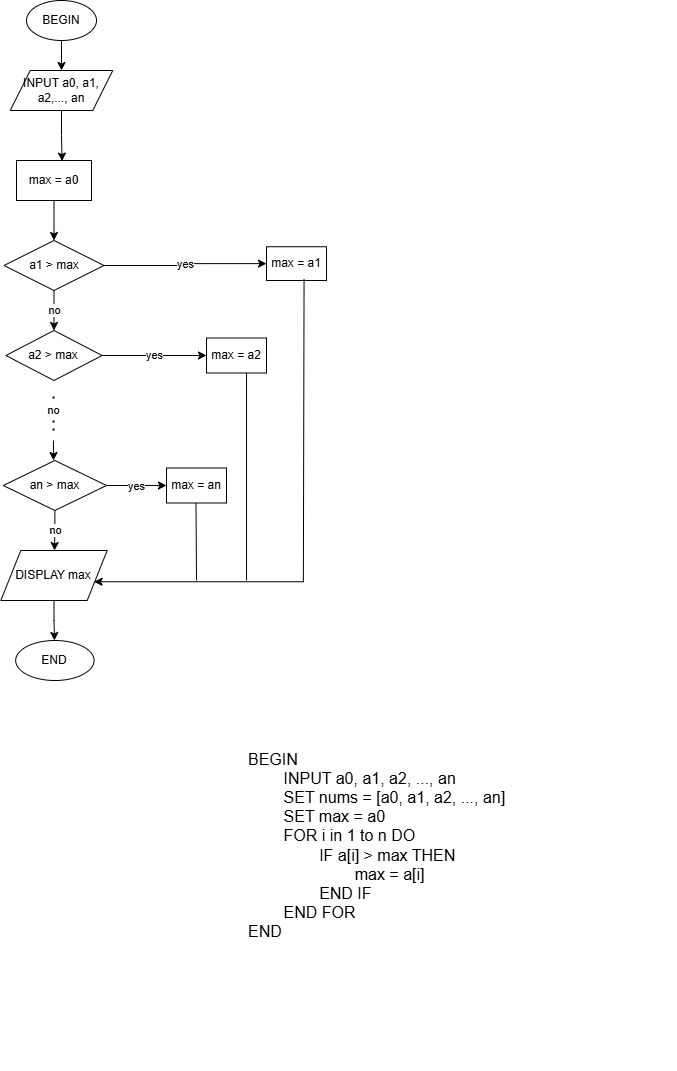 BEGIN
INPUT a0, a1,
a2,..., an
max = a0
a1 > max
yes
max = a1
no
a2 > max
yes
max = a2
no
an > max
yes
max = an
no
DISPLAY max
END
BEGIN
INPUT a0, a1, a2, ..., an
SET nums = [a0, a1, a2, ..., an]
SET max = a0
FOR i in 1 to n DO
IF a[i] > max THEN
max = a[i]
END IF
END FOR
END